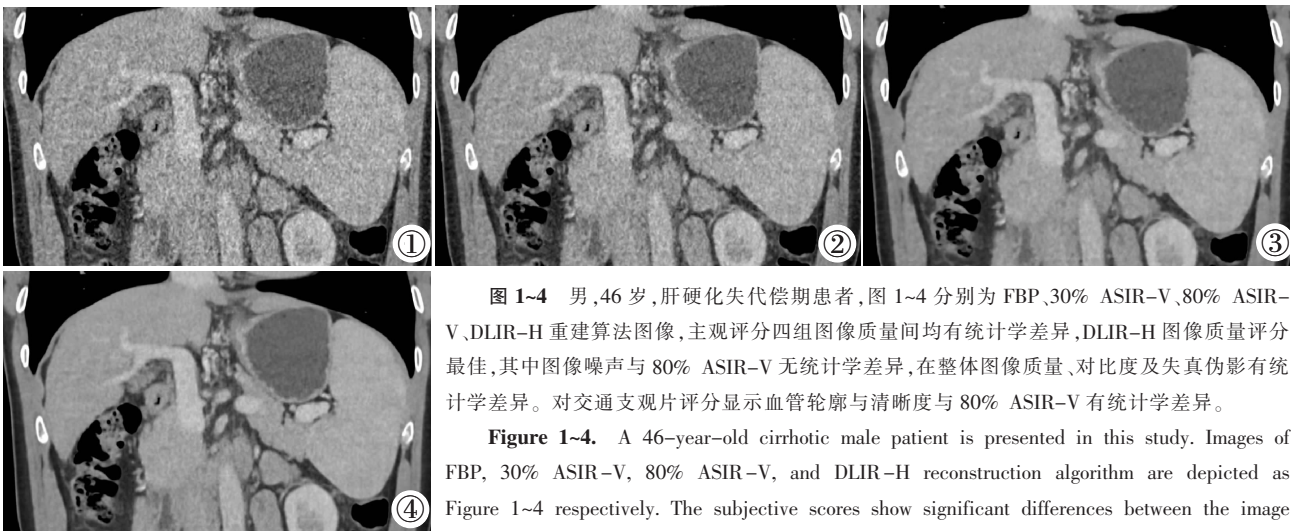 ①
②
③
④
图 1~4 男,46 岁,肝硬化失代偿期患者,图 1~4 分别为 FBP、30% ASIR-V、80% ASIR-
V、DLIR-H 重建算法图像,主观评分四组图像质量间均有统计学差异,DLIR-H 图像质量评分
最佳,其中图像噪声与 80% ASIR-V 无统计学差异,在整体图像质量、对比度及失真伪影有统
计学差异。对交通支观片评分显示血管轮廓与清晰度与 80% ASIR-V 有统计学差异。
Figure 1~4. A 46-year-old cirrhotic male patient is presented in this study. Images of
FBP, 30% ASIR-V, 80% ASIR-V, and DLIR-H reconstruction algorithm are depicted as
Figure 1~4 respectively. The subjective scores show significant differences between the image